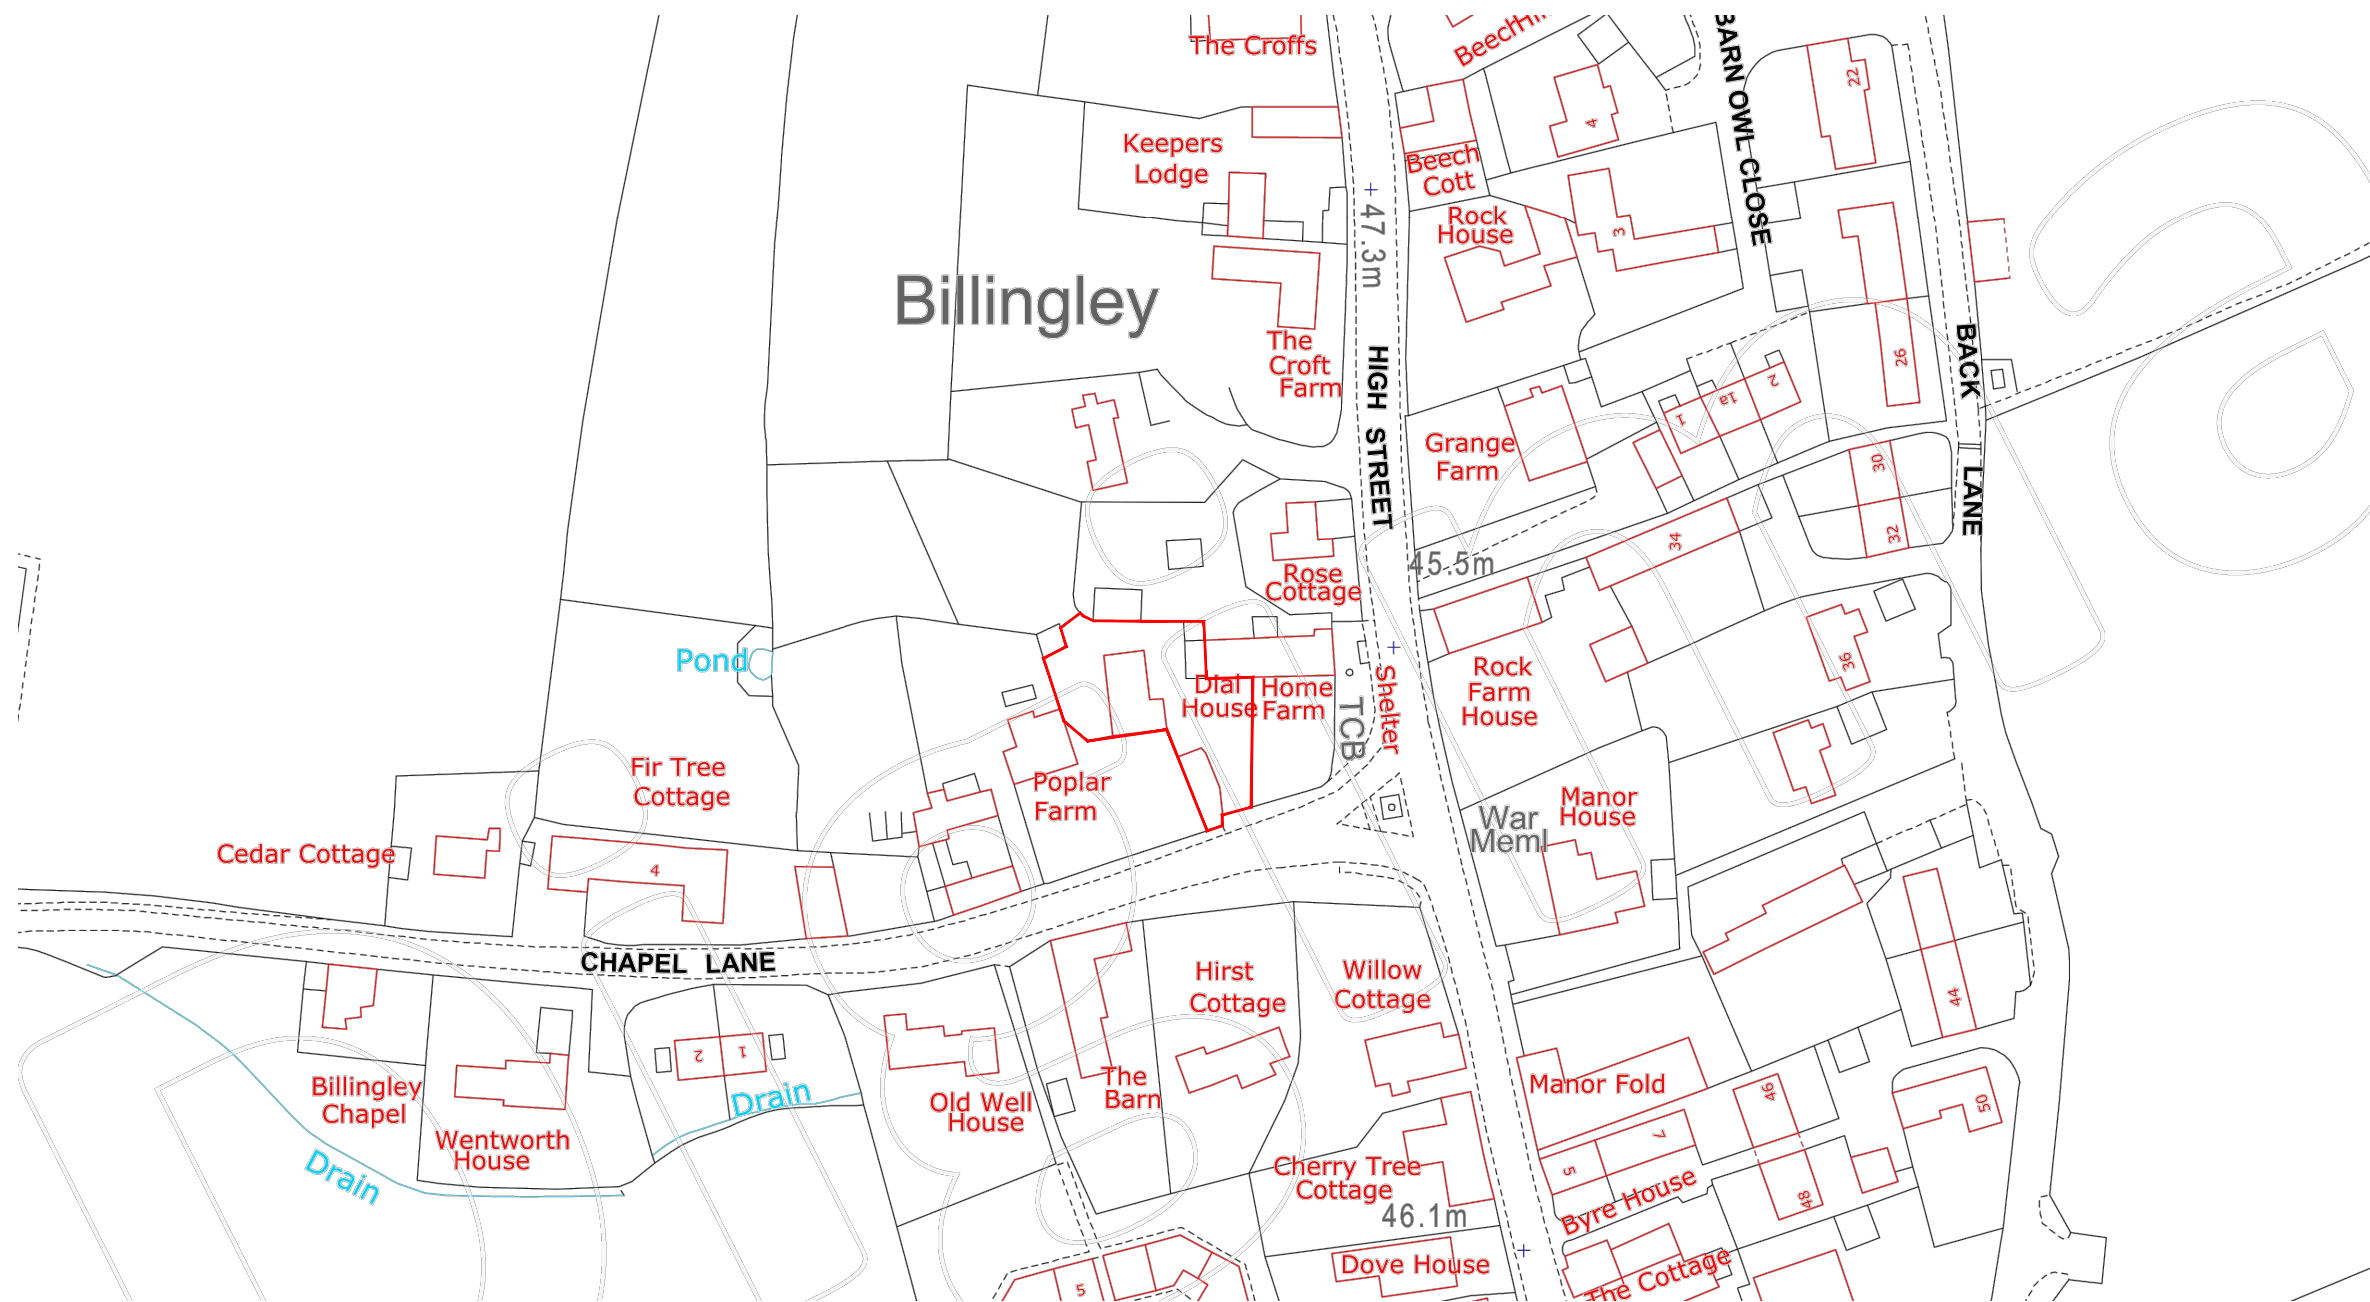 The Croffs
BARN OWL CLOSE
22
4
Keepers
Lodge
Beech
Cott
Rock
House
3
47.3m
Billingley
The
Croft
Farm
HIGH STREET
BACK LANE
26
2
1a
1
Grange
Farm
30
32
34
45.5m
Rose
Cottage
36
Pond
Dial
House
Home
Farm
Shelter
TCB
Rock
Farm
House
Fir Tree
Cottage
Poplar
Farm
War
Meml
Manor
House
Cedar Cottage
4
CHAPEL LANE
Hirst
Cottage
Willow
Cottage
44
2
1
Billingley
Chapel
Drain
Old Well
House
The
Barn
Manor Fold
46
50
Wentworth
House
7
5
Drain
Cherry Tree
Cottage
Byre House
48
46.1m
Dove House
The Cottage
5